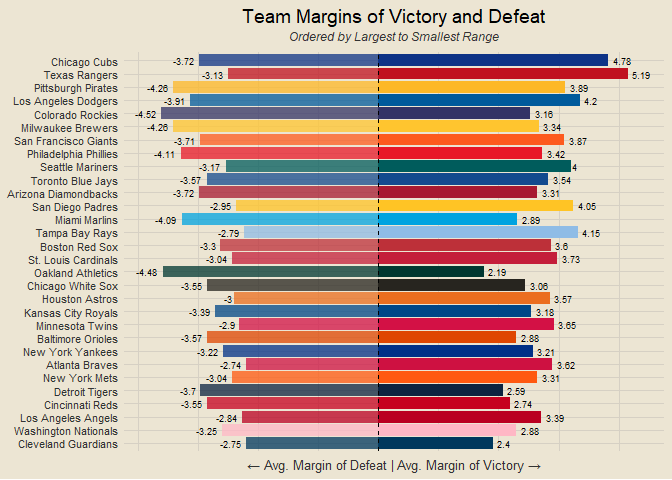 Team Margins of Victory and Defeat
Ordered by Largest to Smallest Range
Chicago Cubs -3.72 4.78
Texas Rangers -3.13 5.19
Pittsburgh Pirates -4.26 3.89
Los Angeles Dodgers -3.91 4.2
Colorado Rockies -4.52 3.16
Milwaukee Brewers -4.26 3.34
San Francisco Giants -3.71 3.87
Philadelphia Phillies -4.11 3.42
Seattle Mariners -3.17 4
Toronto Blue Jays -3.57 3.54
Arizona Diamondbacks -3.72 3.31
San Diego Padres -2.95 4.05
Miami Marlins -4.09 2.89
Tampa Bay Rays -2.79 4.15
Boston Red Sox -3.3 3.6
St. Louis Cardinals -3.04 3.73
Oakland Athletics -4.48 2.19
Chicago White Sox -3.55 3.06
Houston Astros -3 3.57
Kansas City Royals -3.39 3.18
Minnesota Twins -2.9 3.65
Baltimore Orioles -3.57 2.88
New York Yankees -3.22 3.21
Atlanta Braves -2.74 3.62
New York Mets -3.04 3.31
Detroit Tigers -3.7 2.59
Cincinnati Reds -3.55 2.74
Los Angeles Angels -2.84 3.39
Washington Nationals -3.25 2.88
Cleveland Guardians -2.75 2.4
← Avg. Margin of Defeat | Avg. Margin of Victory →